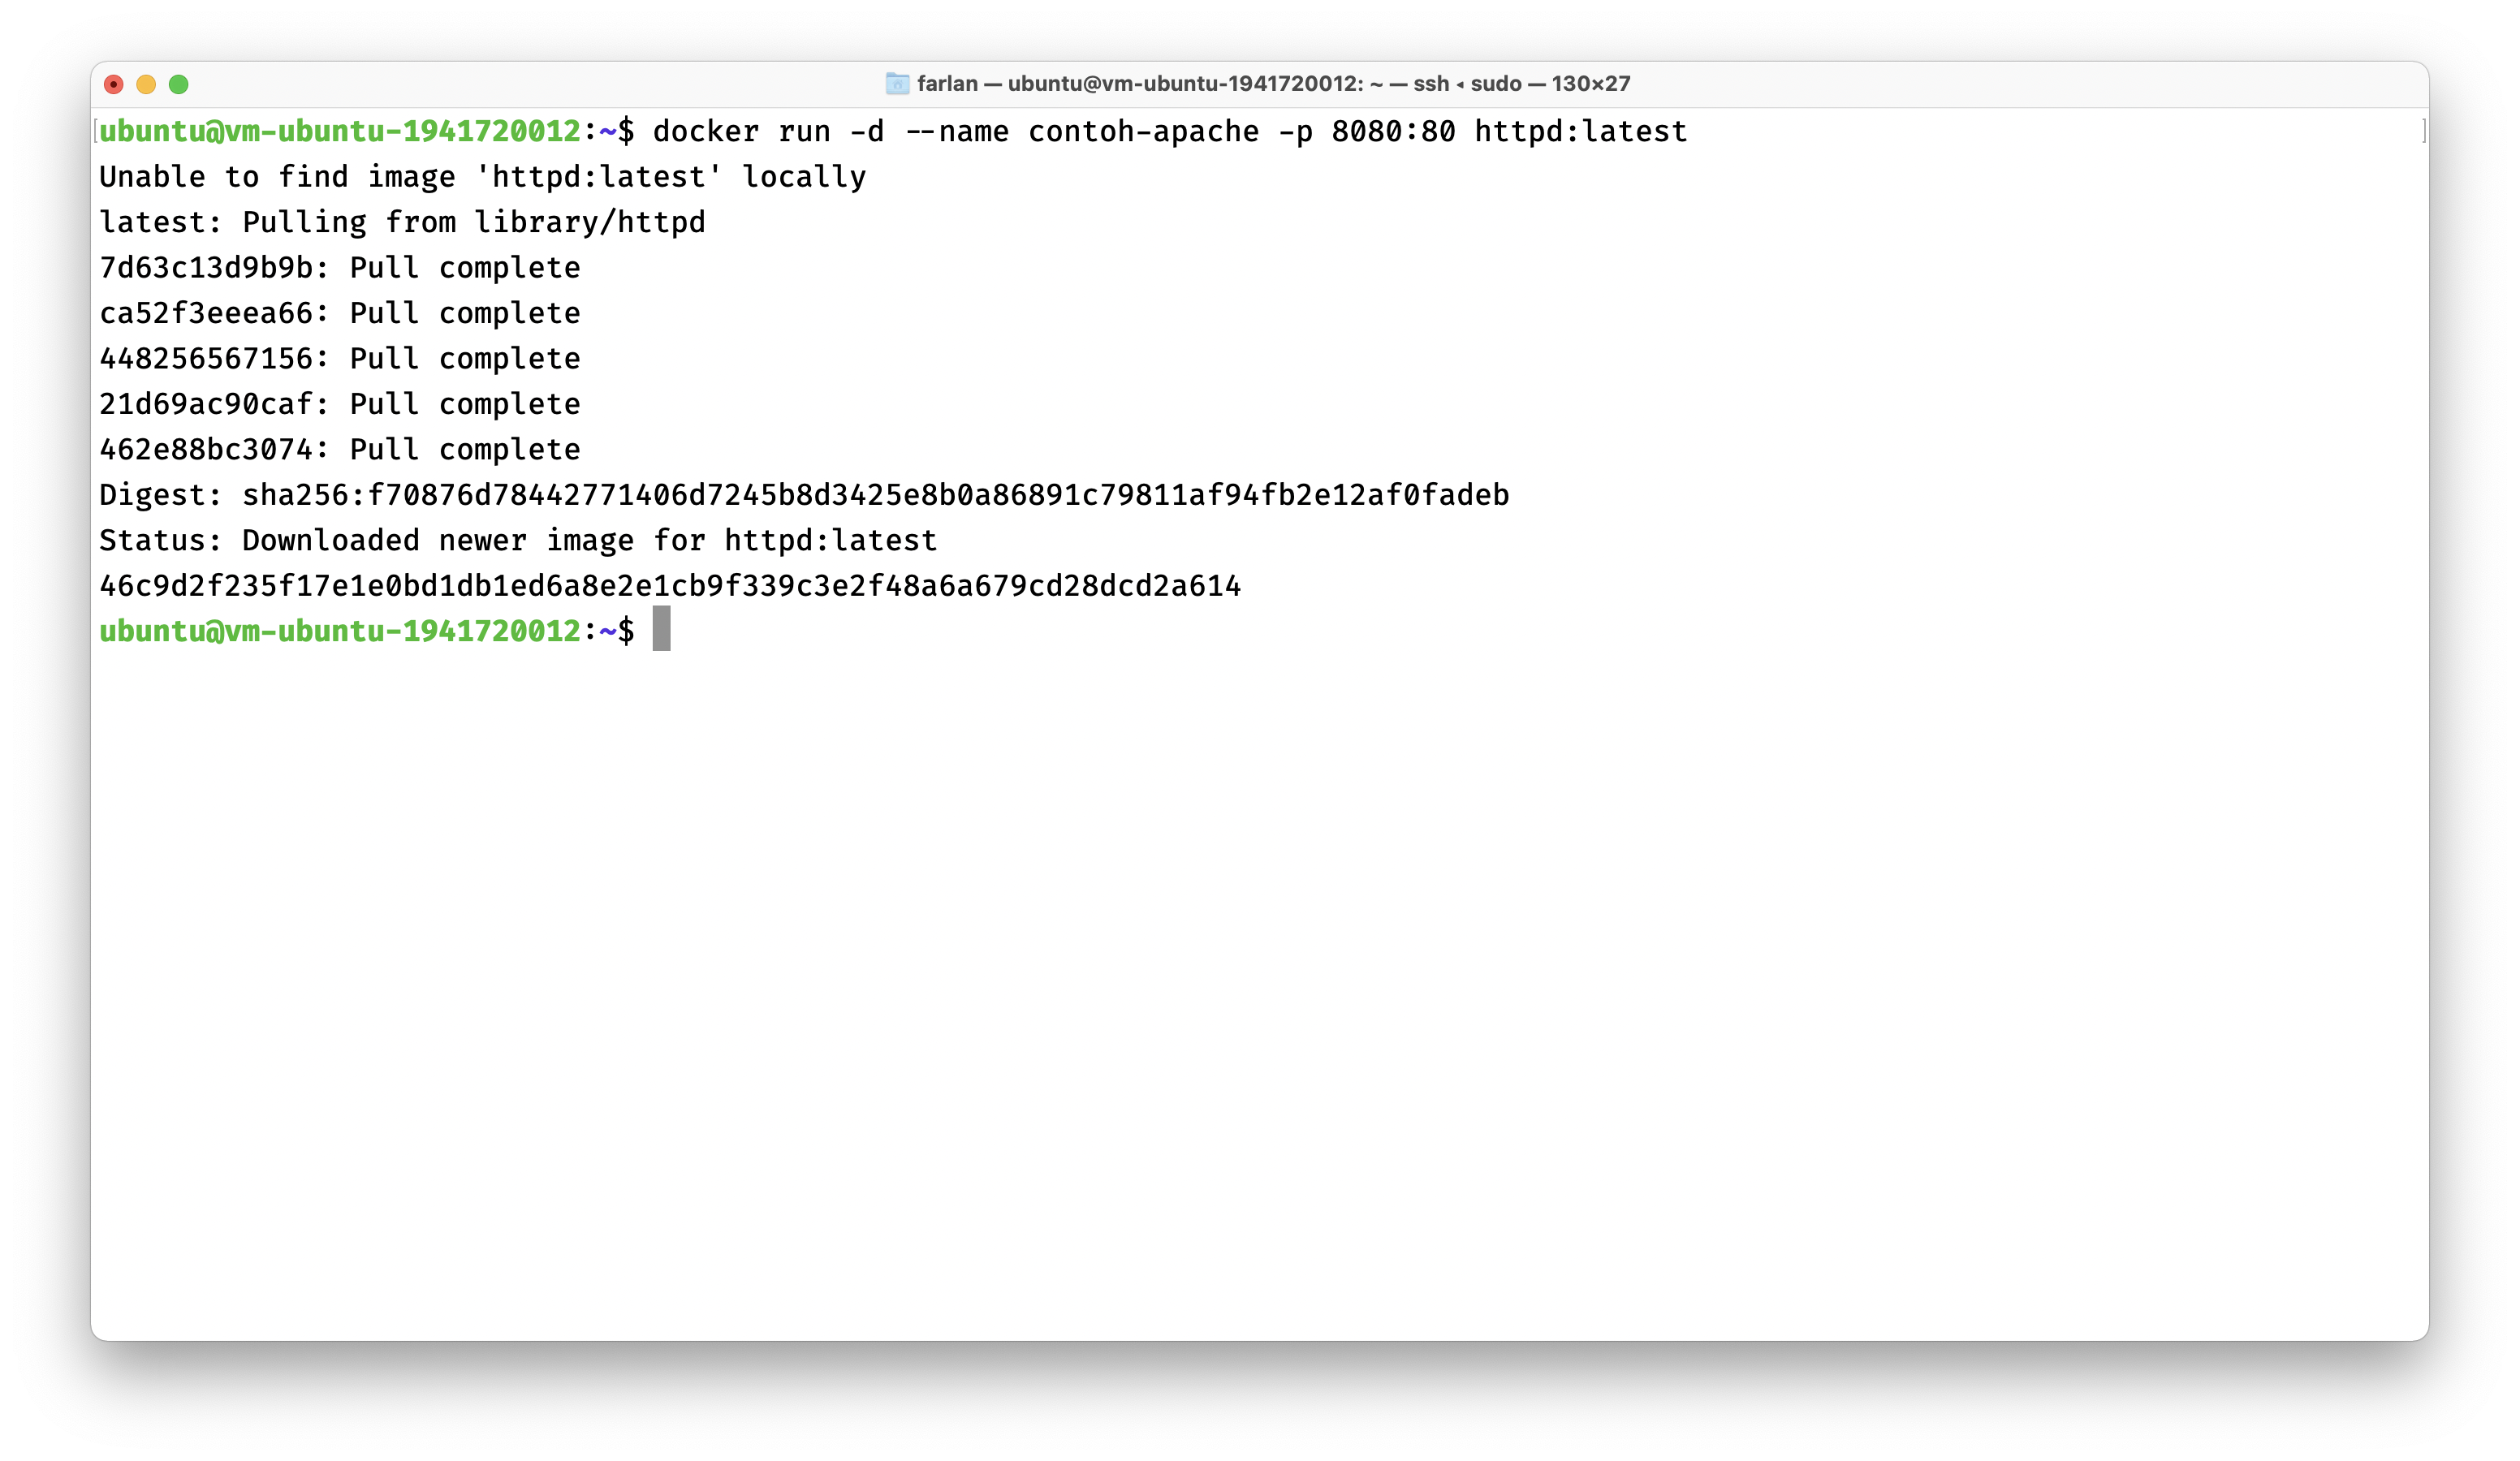 farlan — ubuntu@vm-ubuntu-1941720012: ~ — ssh ◂ sudo — 130×27
ubuntu@vm-ubuntu-1941720012:~$ docker run -d --name contoh-apache -p 8080:80 httpd:latest
Unable to find image 'httpd:latest' locally
latest: Pulling from library/httpd
7d63c13d9b9b: Pull complete
ca52f3eeea66: Pull complete
448256567156: Pull complete
21d69ac90caf: Pull complete
462e88bc3074: Pull complete
Digest: sha256:f70876d78442771406d7245b8d3425e8b0a86891c79811af94fb2e12af0fadeb
Status: Downloaded newer image for httpd:latest
46c9d2f235f17e1e0bd1db1ed6a8e2e1cb9f339c3e2f48a6a679cd28dcd2a614
ubuntu@vm-ubuntu-1941720012:~$